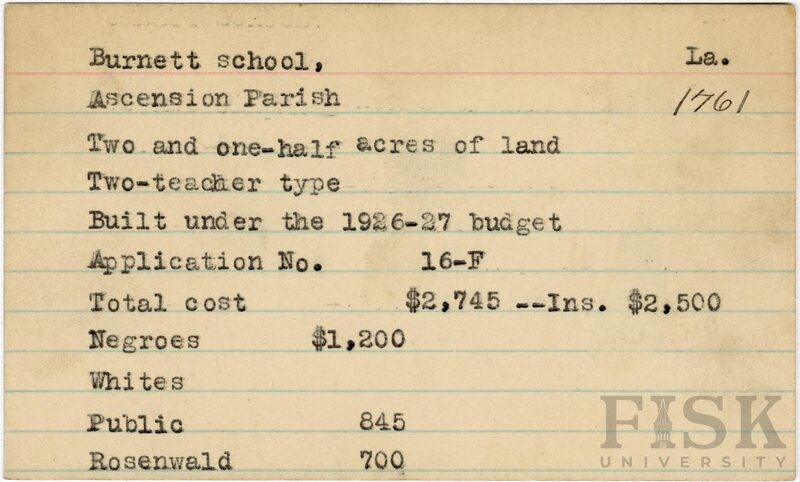 Burnett school, La.
Ascension Parish 1761
Two and one-half acres of land
Two-teacher type
Built under the 1926-27 budget
Application No. 16-F
Total cost $2,745 --Ins. $2,500
Negroes $1,200
Whites
Public 845
Rosenwald 700
FISK
UNIVERSITY